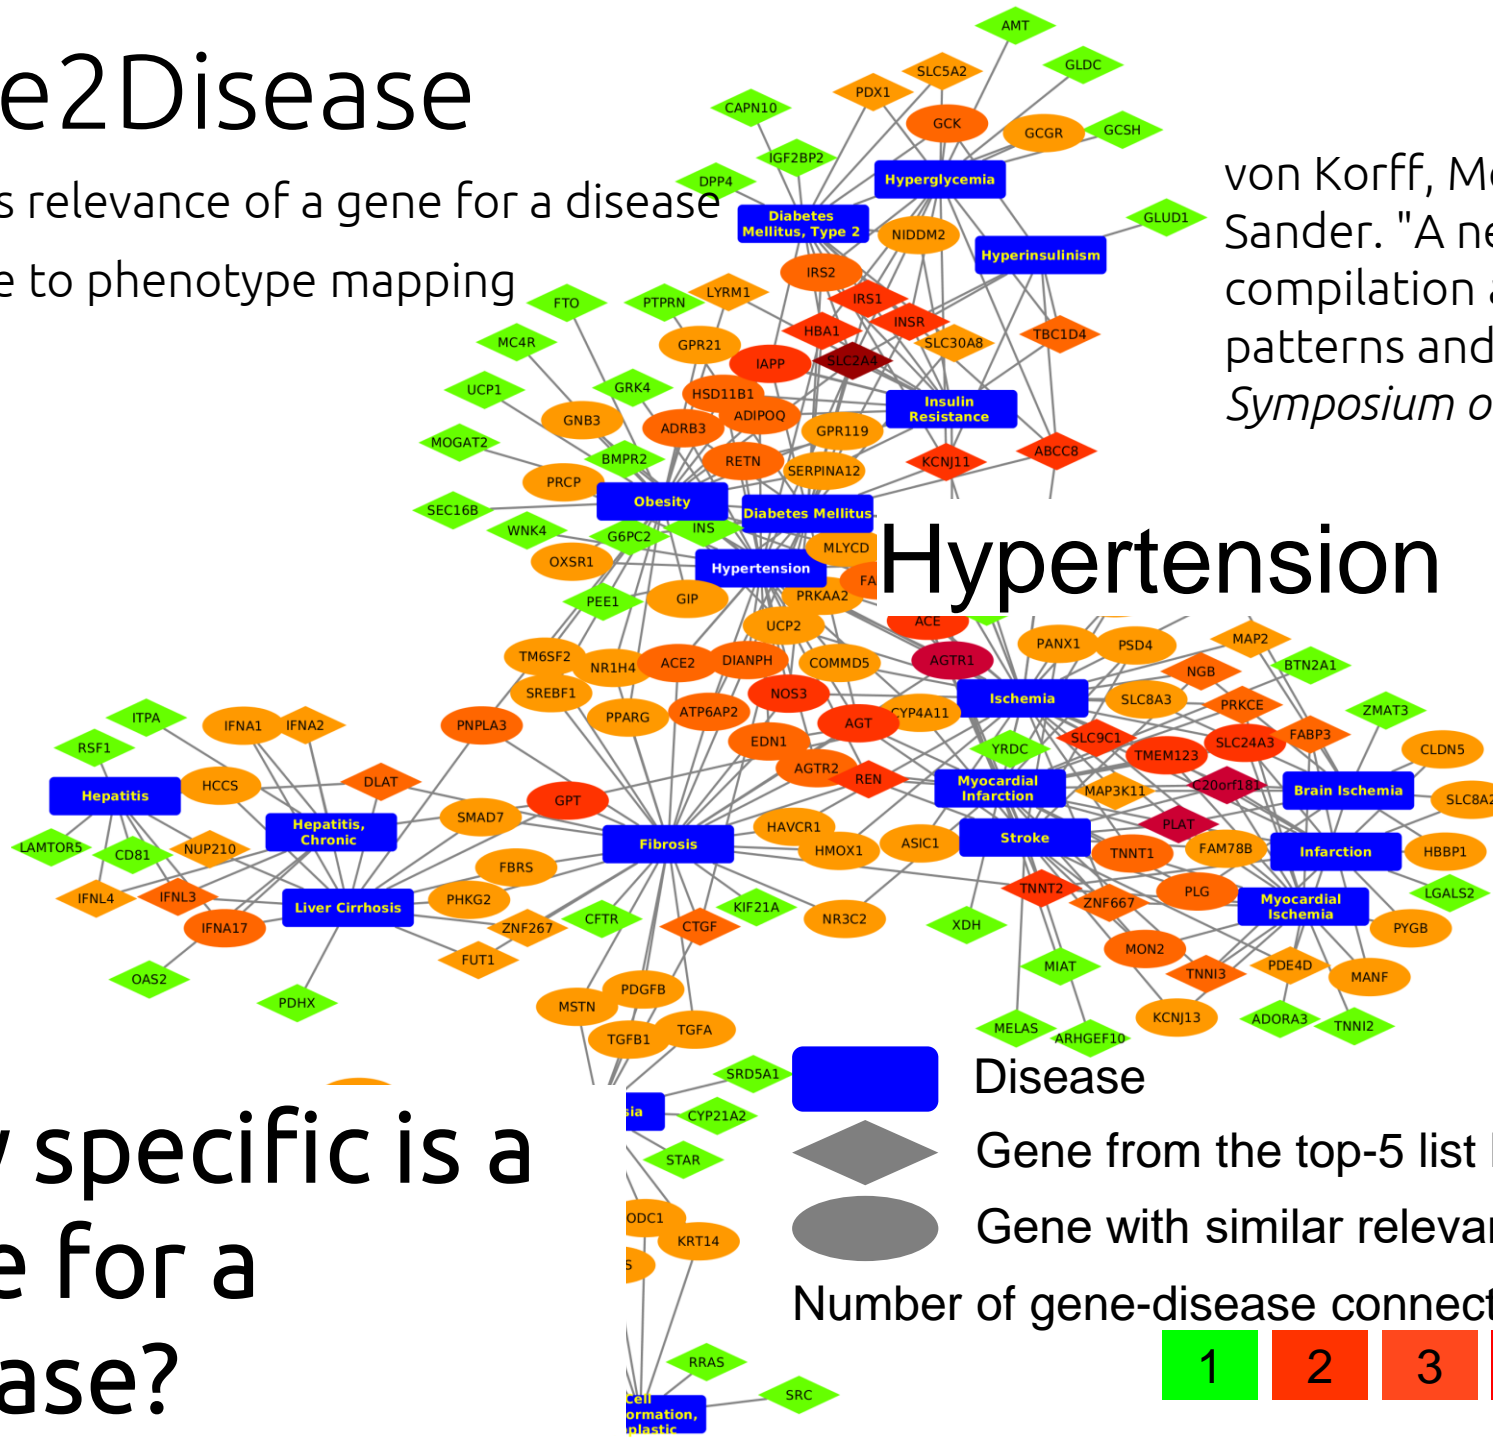 e2Disease
s relevance of a gene for a disease
e to phenotype mapping
von Korff, Mo
Sander. "A ne
compilation a
patterns and
Symposium o
AMT
SLC5A2
GLDC
PDX1
CAPN10
GCK
GCGR
GCSH
IGF2BP2
DPP4
Hyperglycemia
Diabetes
Mellitus, Type 2
GLUD1
NIDDM2
Hyperinsulinism
IRS2
LYRM1
FTO
PTPRN
IRS1
INSR
HBA1
TBC1D4
MC4R
GPR21
SLC30A8
IAPP
SLC2A4
UCP1
GRK4
HSD11B1
Insulin
Resistance
GNB3
ADIPOQ
ADRB3
GPR119
MOGAT2
BMPR2
RETN
KCNJ11
ABCC8
SERPINA12
PRCP
Obesity
SEC16B
Diabetes Mellitus
WNK4
G6PC2
INS
MLYCD
OXSR1
Hypertension
FA
Hypertension
PEE1
GIP
PRKAA2
UCP2
ACE
TM6SF2
NR1H4
ACE2
DIANPH
COMMD5
AGTR1
PANX1
PSD4
MAP2
BTN2A1
NGB
SREBF1
NOS3
Ischemia
SLC8A3
PPARG
ATP6AP2
CYP4A11
PRKCE
ZMAT3
ITPA
IFNA1
IFNA2
PNPLA3
AGT
RSF1
EDN1
YRDC
SLC9C1
SLC24A3
FABP3
TMEM123
CLDN5
AGTR2
REN
Hepatitis
HCCS
DLAT
Myocardial
Infarction
MAP3K11
C20orf181
Brain Ischemia
SLC8A2
GPT
SMAD7
Hepatitis,
Chronic
HAVCR1
PLAT
LAMTOR5
CD81
NUP210
Fibrosis
HMOX1
ASIC1
Stroke
TNNT1
FAM78B
Infarction
HBBP1
FBRS
IFNL4
IFNL3
PHKG2
TNNT2
PLG
LGALS2
Liver Cirrhosis
KIF21A
ZNF667
Myocardial
Ischemia
IFNA17
ZNF267
CFTR
CTGF
NR3C2
XDH
PYGB
FUT1
MON2
OAS2
MIAT
TNNI3
PDE4D
MANF
PDHX
MSTN
PDGFB
TGFB1
TGFA
KCNJ13
MELAS
ARHGEF10
ADORA3
TNNI2
SRD5A1
Disease
sia
CYP21A2
STAR
Gene from the top-5 list
ODC1
KRT14
S
Gene with similar releva
Number of gene-disease connect
1 2 3
RRAS
SRC
Cell
ormation,
plastic
specific is a
e for a
ase?